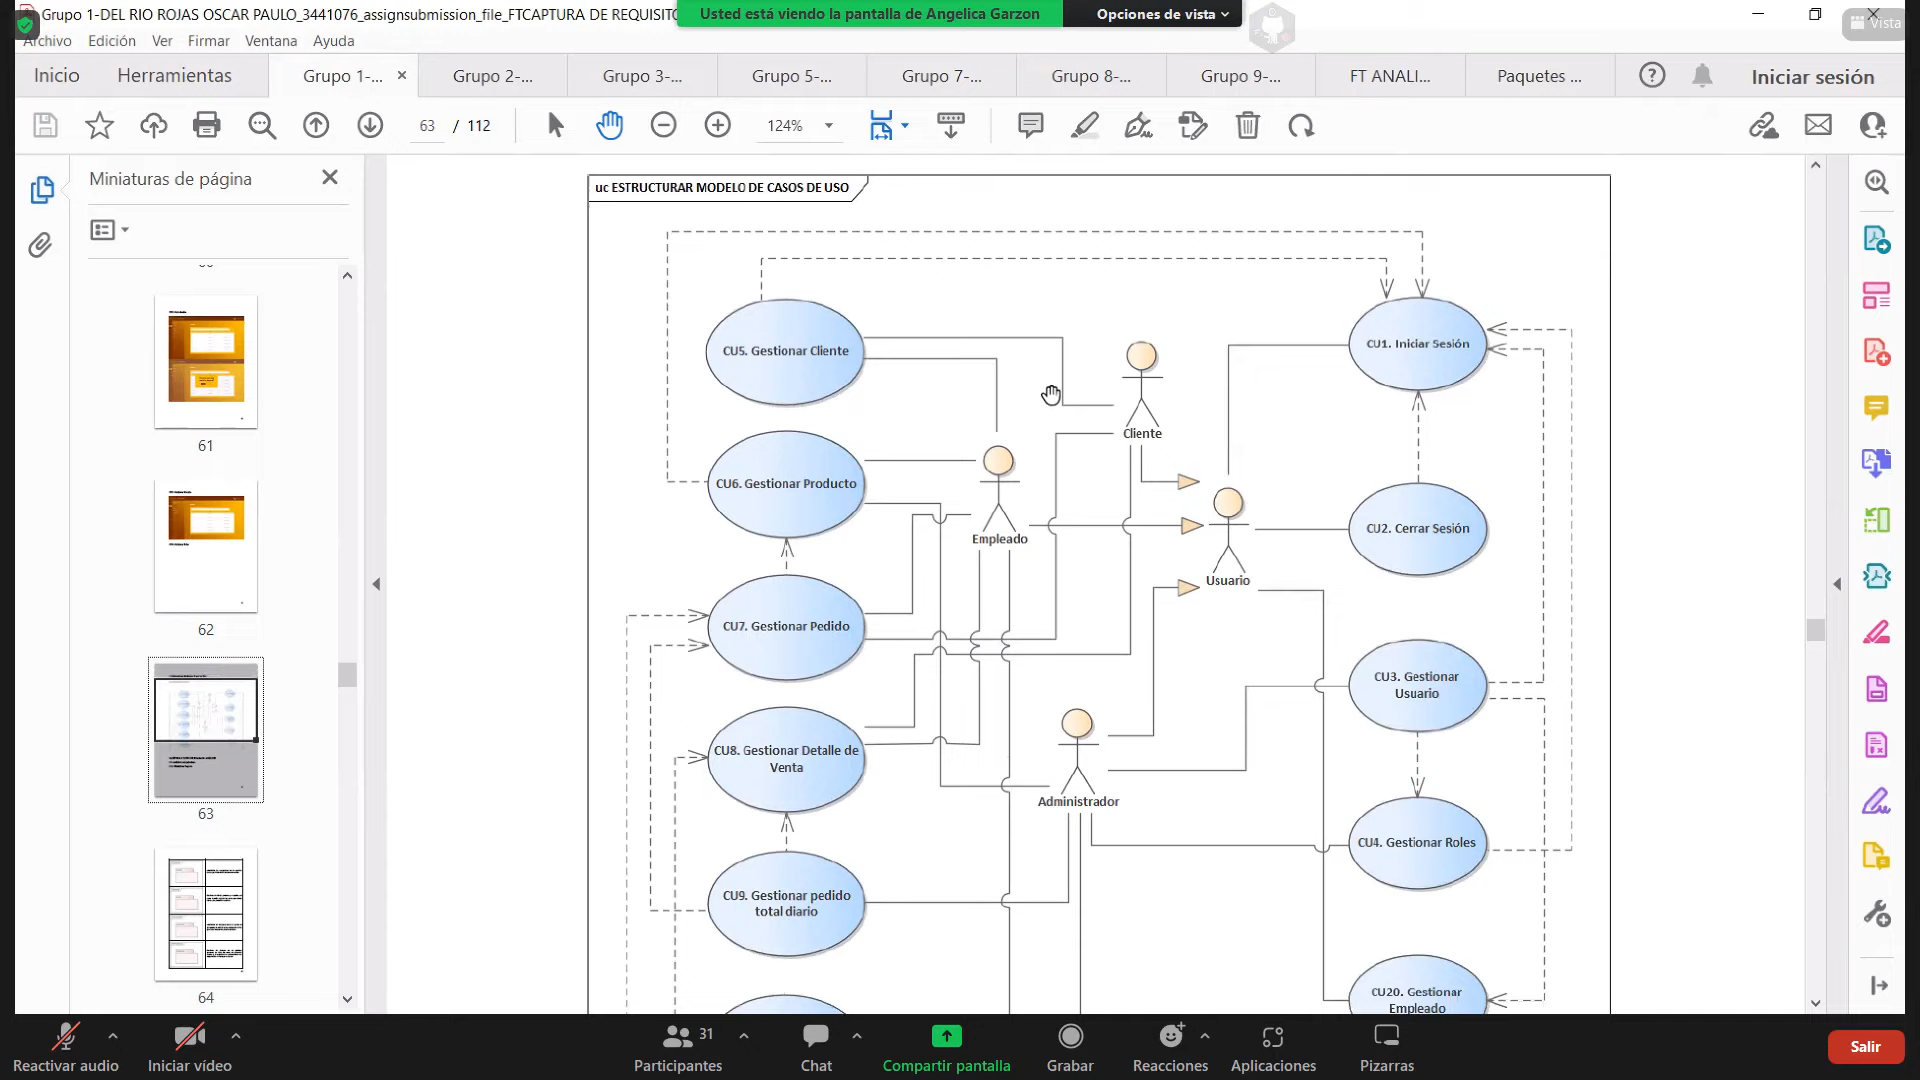 Grupo 1-DEL RIO ROJAS OSCAR PAULO_3441076_assignsubmission_file_FTCAPTURA DE REQUISITO
Usted está viendo la pantalla de Angelica Garzon
Opciones de vista
Vista
Archivo Edición Ver Firmar Ventana Ayuda
Inicio Herramientas Grupo 1-... Grupo 2-... Grupo 3-... Grupo 5-... Grupo 7-... Grupo 8-... Grupo 9-... FT ANALI... Paquetes ... Iniciar sesión
63 / 112 124%
Miniaturas de página
61
62
63
64
uc ESTRUCTURAR MODELO DE CASOS DE USO
CU5. Gestionar Cliente
CU1. Iniciar Sesión
Cliente
CU6. Gestionar Producto
Empleado
CU2. Cerrar Sesión
Usuario
CU7. Gestionar Pedido
CU3. Gestionar
Usuario
CU8. Gestionar Detalle de
Venta
Administrador
CU4. Gestionar Roles
CU9. Gestionar pedido
total diario
CU20. Gestionar
Empleado
31
Reactivar audio Iniciar vídeo Participantes Chat Compartir pantalla Grabar Reacciones Aplicaciones Pizarras Salir